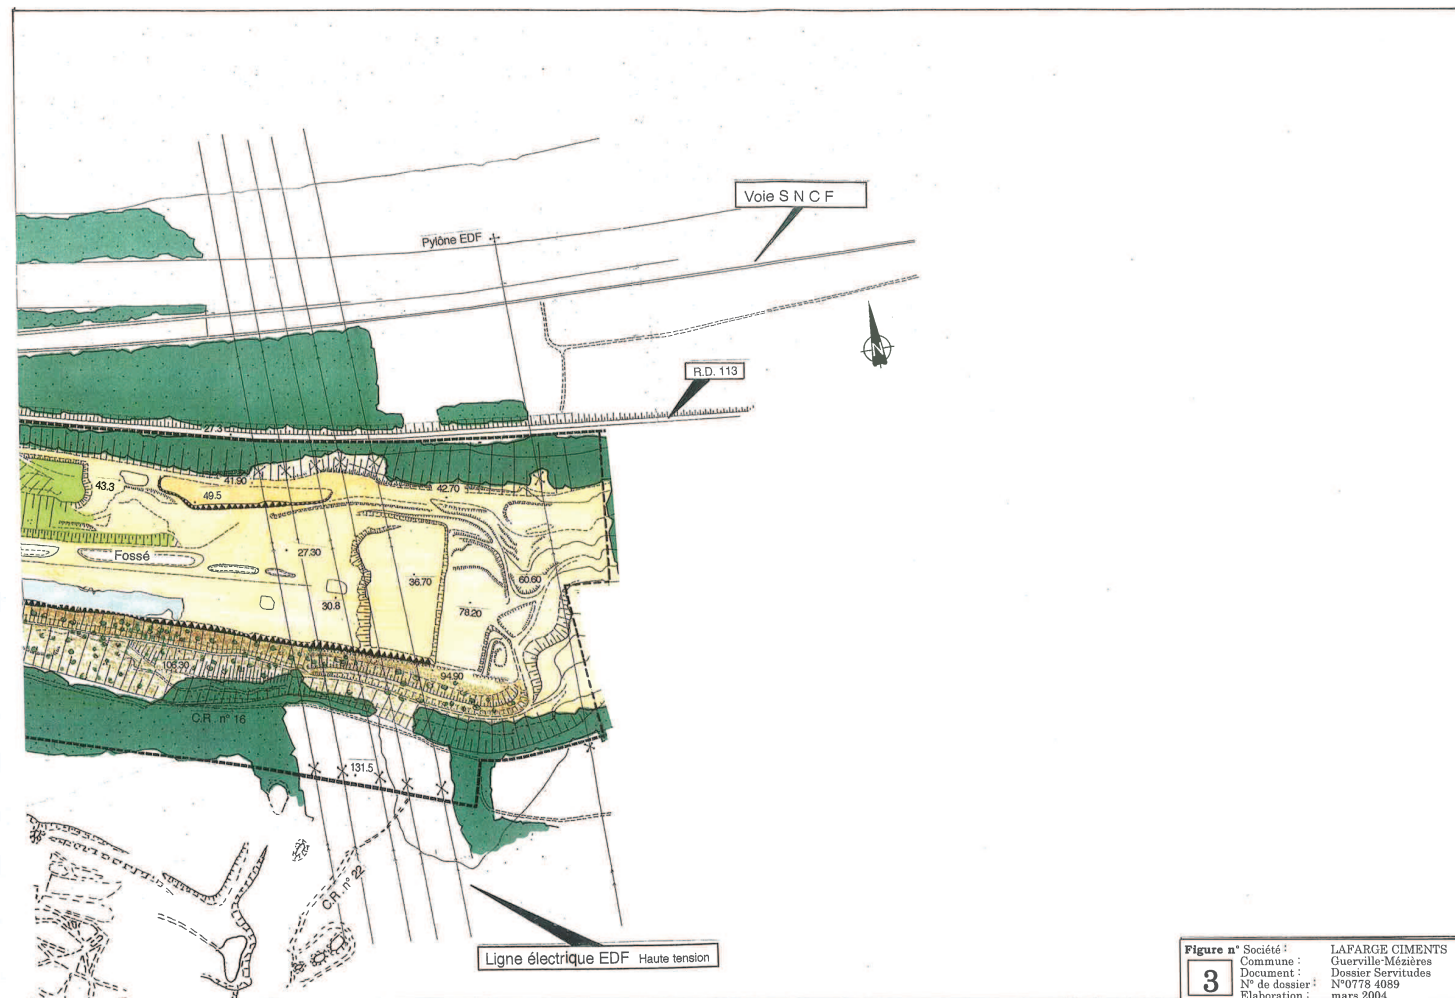 Voie S N C F
Pylône EDF
N
R.D. 113
27.3
41.90
43.3
49.5
42.70
27.30
Fossé
36.70
60.60
30.8
78.20
106.30
94.90
C.R. n° 16
131.5
C.R. n° 22
Ligne électrique EDF Haute tension
Figure n° Société : LAFARGE CIMENTS
Commune : Guerville-Mézières
3 Document : Dossier Servitudes
N° de dossier : N°0778 4089
Elaboration : mars 2004